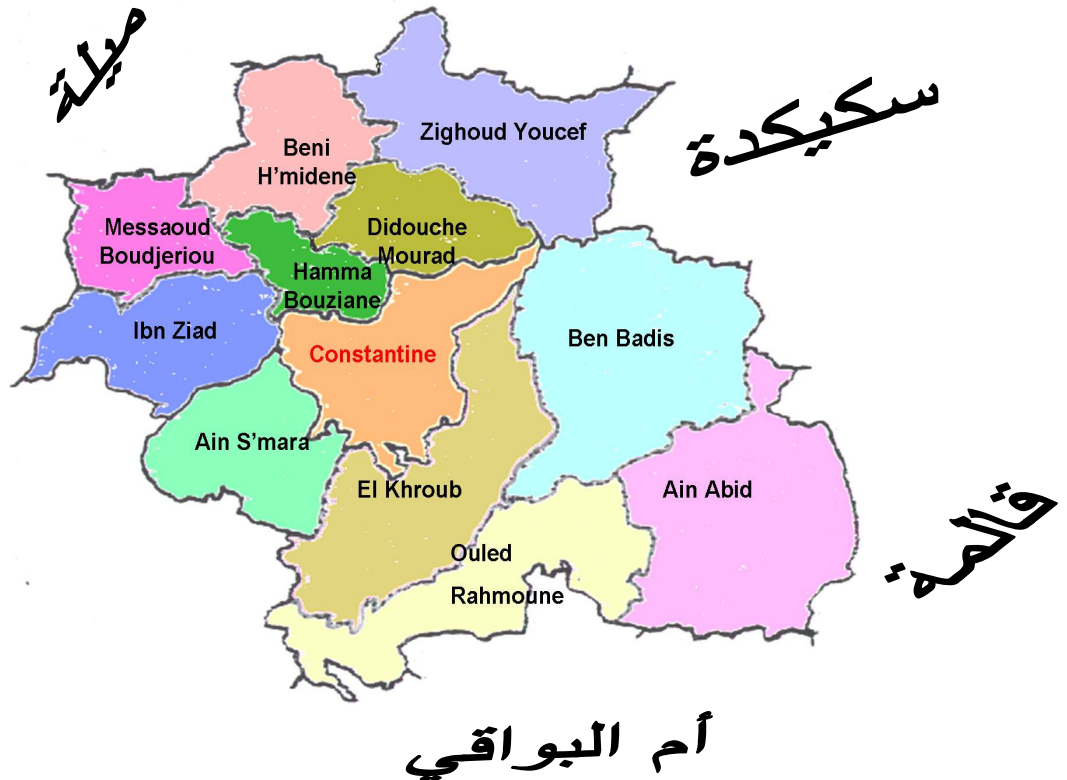 ميلة
سكيكدة
Zighoud Youcef
Beni
H'midene
Messaoud
Boudjeriou
Didouche
Mourad
Hamma
Bouziane
Ibn Ziad
Constantine
Ben Badis
Ain S'mara
El Khroub
Ain Abid
Ouled
Rahmoune
قالمة
أم البواقي